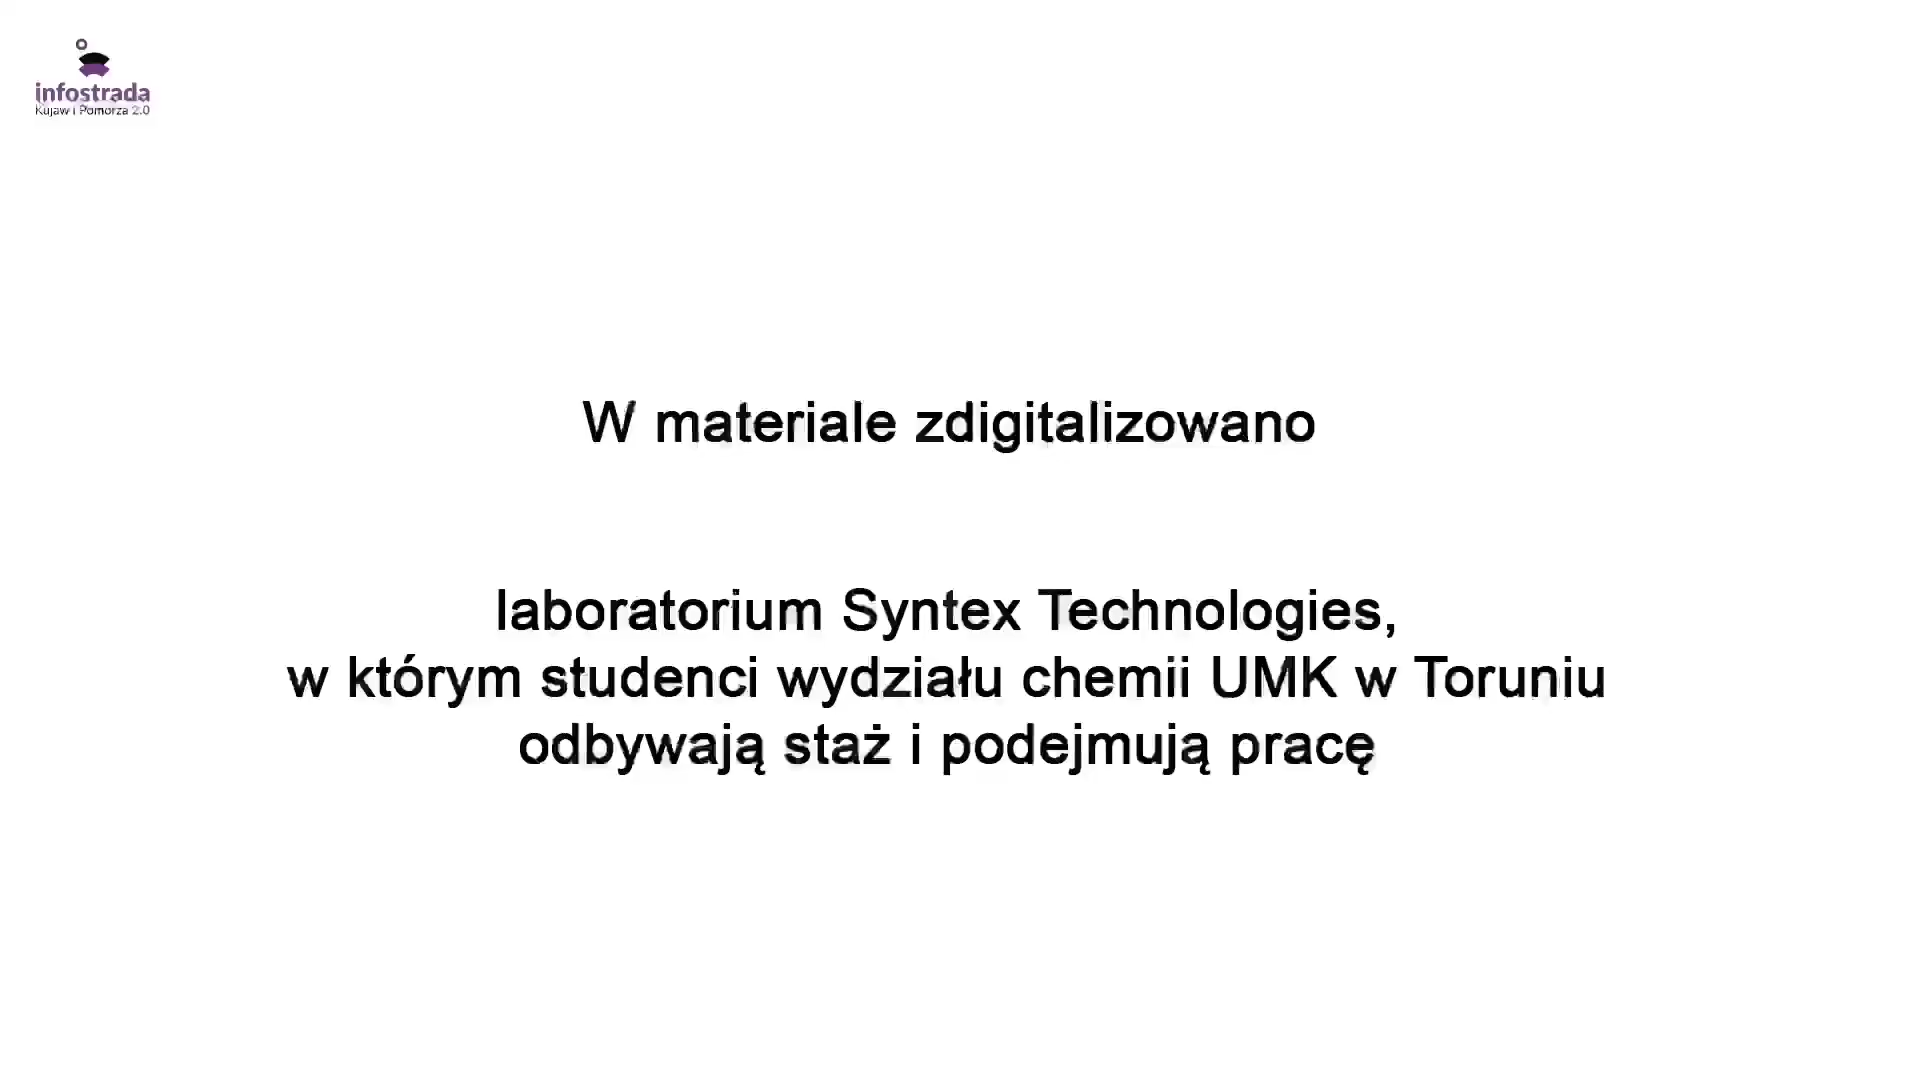 infostrada
Kujaw i Pomorza 2.0
W materiale zdigitalizowano
laboratorium Syntex Technologies,
w którym studenci wydziału chemii UMK w Toruniu
odbywają staż i podejmują pracę